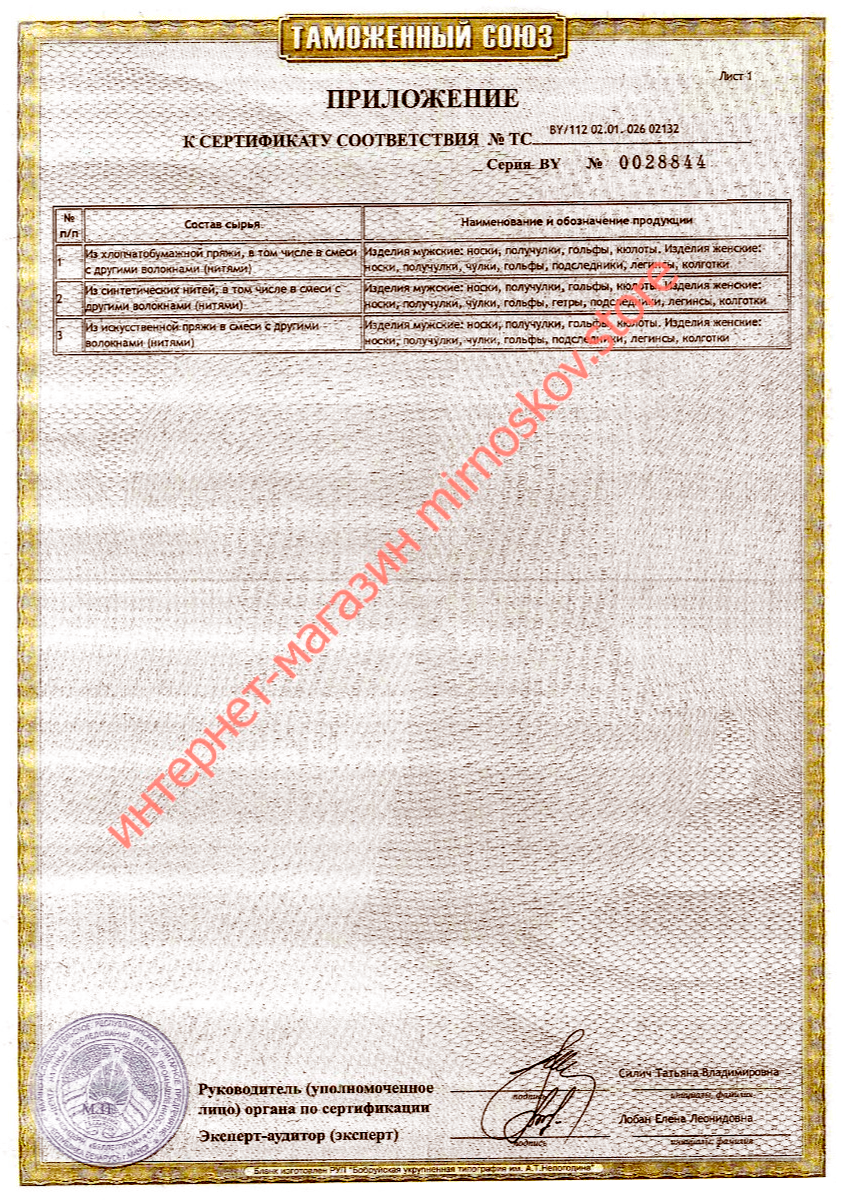 ТАМОЖЕННЫЙ СОЮЗ
Лист 1
ПРИЛОЖЕНИЕ
К СЕРТИФИКАТУ СООТВЕТСТВИЯ № ТС BY/112 02.01. 026 02132
Серия BY № 0028844
№ п/п Состав сырья Наименование и обозначение продукции
1 Из хлопчатобумажной пряжи, в том числе в смеси Изделия мужские: носки, получулки, гольфы, кюлоты. Изделия женские:
с другими волокнами (нитями) носки, получулки, чулки, гольфы, подследники, легинсы, колготки
2 Из синтетических нитей, в том числе в смеси с Изделия мужские: носки, получулки, гольфы, кюлоты. Изделия женские:
другими волокнами (нитями) носки, получулки, чулки, гольфы, гетры, подследники, легинсы, колготки
3 Из искусственной пряжи в смеси с другими Изделия мужские: носки, получулки, гольфы, кюлоты. Изделия женские:
волокнами (нитями) носки, получулки, чулки, гольфы, подследники, легинсы, колготки
интернет-магазин mirnoskov.store
М.П.
Руководитель (уполномоченное Силич Татьяна Владимировна
лицо) органа по сертификации подпись инициалы, фамилия
Эксперт-аудитор (эксперт) Лобан Елена Леонидовна
подпись инициалы, фамилия
Бланк изготовлен РУП "Бобруйская укрупненная типография им. А.Т.Непогодина"